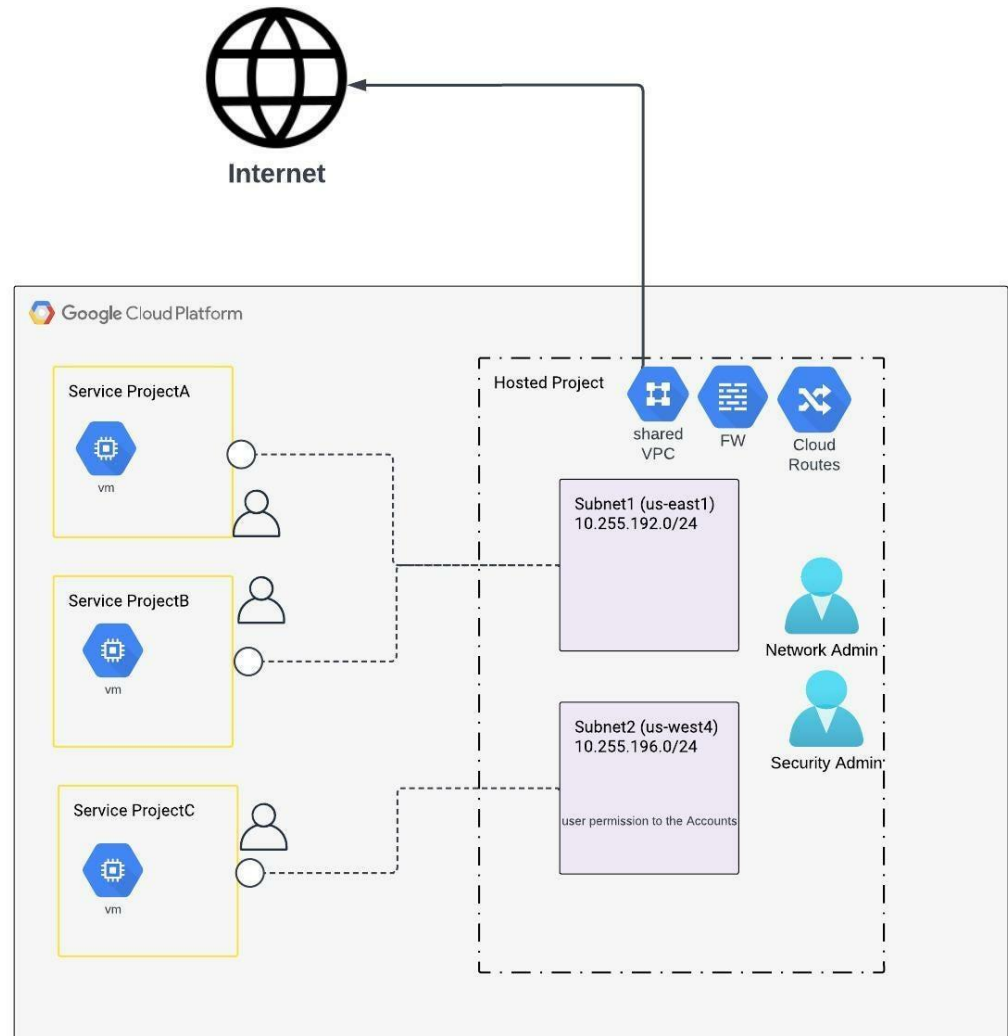 Internet
Google Cloud Platform
Service ProjectA
vm
Hosted Project
shared
VPC
FW
Cloud
Routes
Subnet1 (us-east1)
10.255.192.0/24
Service ProjectB
vm
Network Admin
Subnet2 (us-west4)
10.255.196.0/24
user permission to the Accounts
Security Admin
Service ProjectC
vm